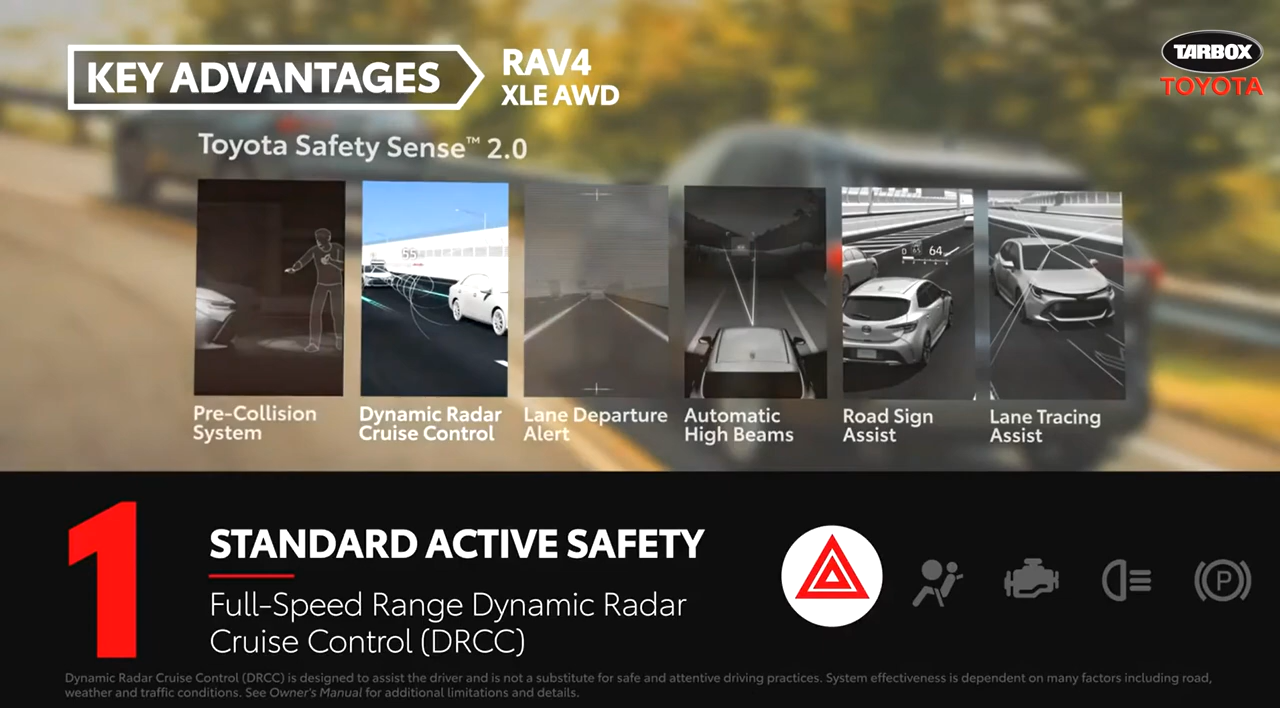 KEY ADVANTAGES
RAV4
XLE AWD
TARBOX
TOYOTA
Toyota Safety Sense™ 2.0
55
D 65 64
Pre-Collision
System
Dynamic Radar
Cruise Control
Lane Departure
Alert
Automatic
High Beams
Road Sign
Assist
Lane Tracing
Assist
1
STANDARD ACTIVE SAFETY
Full-Speed Range Dynamic Radar
Cruise Control (DRCC)
P
Dynamic Radar Cruise Control (DRCC) is designed to assist the driver and is not a substitute for safe and attentive driving practices. System effectiveness is dependent on many factors including road,
weather and traffic conditions. See Owner's Manual for additional limitations and details.